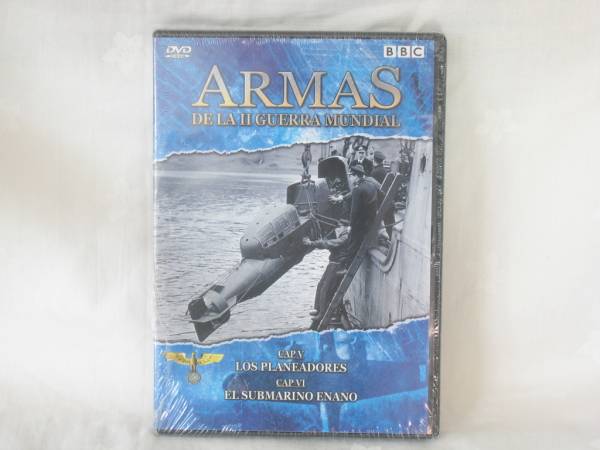 DVD
BBC
ARMAS
DE LA II GUERRA MUNDIAL
CAP V
LOS PLANEADORES
CAP VI
EL SUBMARINO ENANO